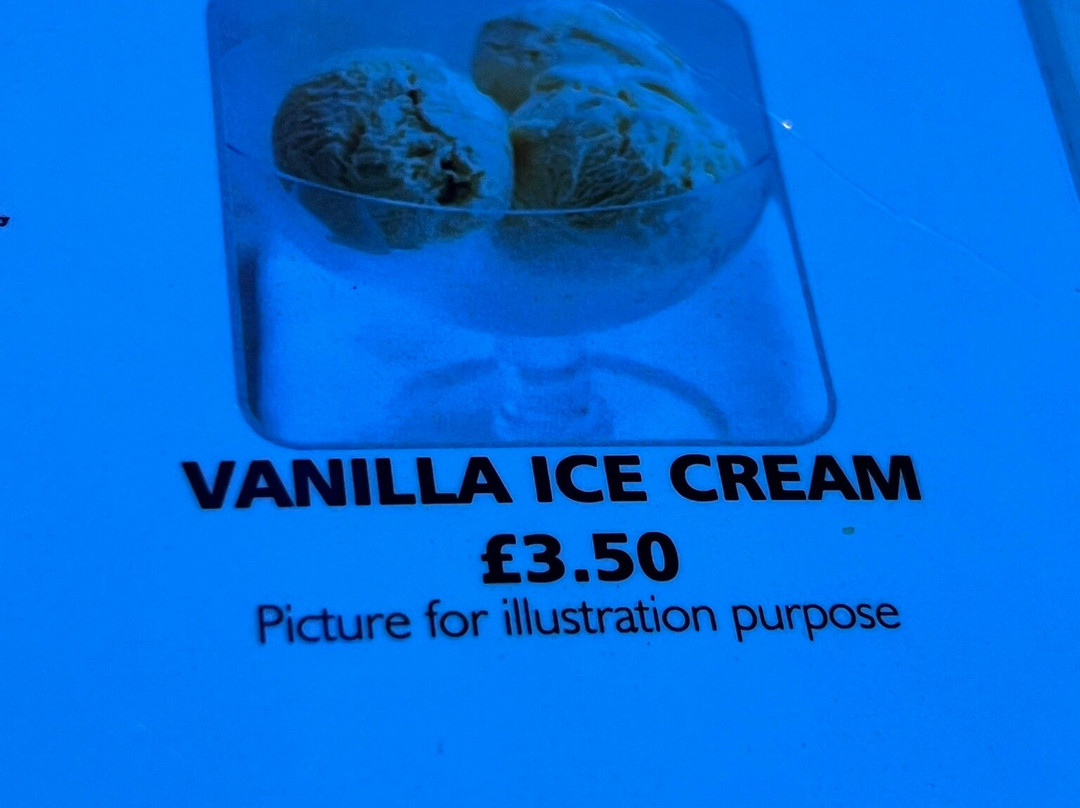 VANILLA ICE CREAM
£3.50
Picture for illustration purpose